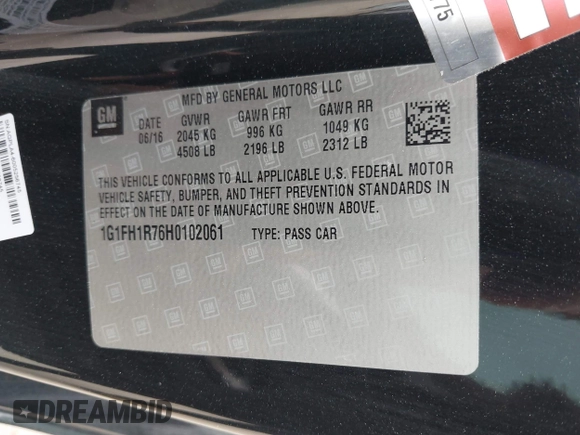 775
GM
MFD BY GENERAL MOTORS LLC
DATE GVWR GAWR FRT GAWR RR
06/16 2045 KG 996 KG 1049 KG
4508 LB 2196 LB 2312 LB
THIS VEHICLE CONFORMS TO ALL APPLICABLE U.S. FEDERAL MOTOR
VEHICLE SAFETY, BUMPER, AND THEFT PREVENTION STANDARDS IN
EFFECT ON THE DATE OF MANUFACTURE SHOWN ABOVE.
1G1FH1R76H0102061 TYPE: PASS CAR
DREAMBID